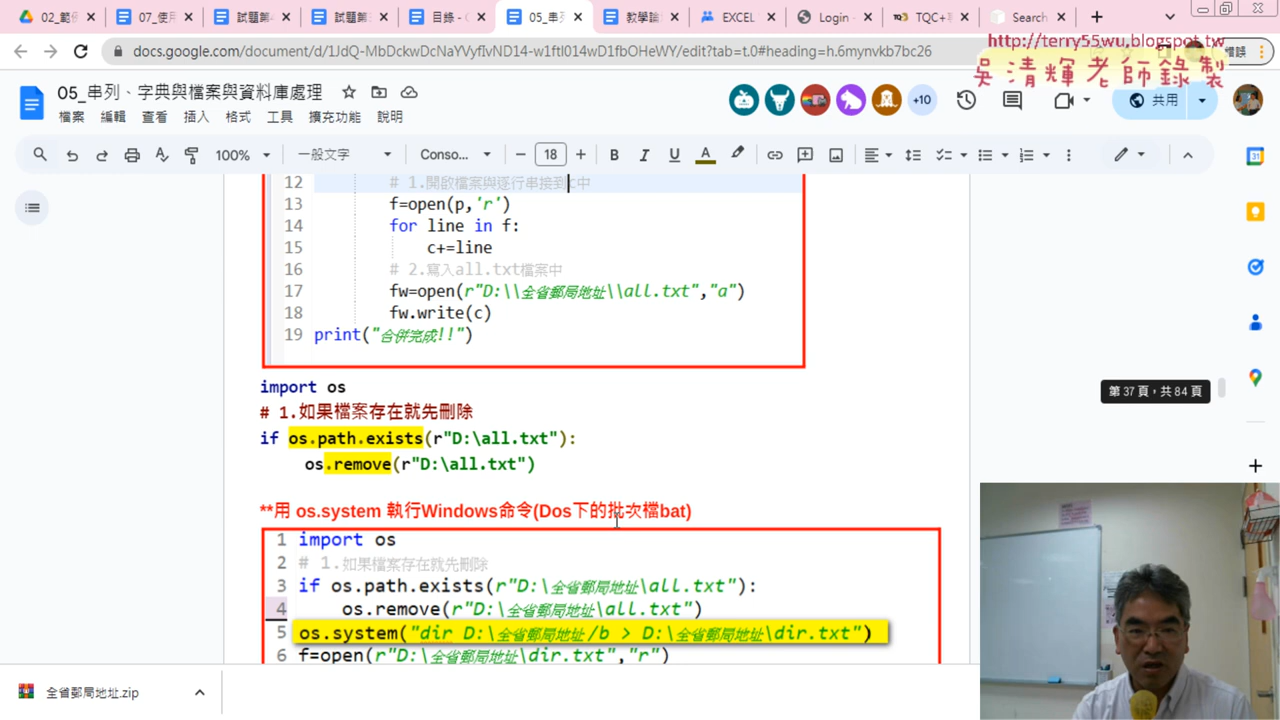 02_範例
07_使用
試題第4
試題第3
目錄 - C
05_串列
教學論
EXCEL
Login -
TQC+
Search
docs.google.com/document/d/1JdQ-MbDckwDcNaYVyfIvND14-w1ftl014wD1fbOHeWY/edit?tab=t.0#heading=h.6mynvkb7bc26
http://terry55wu.blogspot.tw
吳清輝老師錄製
05_串列、字典與檔案與資料庫處理
+10
共用
檔案 編輯 查看 插入 格式 工具 擴充功能 說明
100% 一般文字 Conso... 18 B I U A
12 # 1.開啟檔案與逐行串接到c中
13 f=open(p,'r')
14 for line in f:
15 c+=line
16 # 2.寫入all.txt檔案中
17 fw=open(r"D:\\全省郵局地址\\all.txt","a")
18 fw.write(c)
19 print("合併完成!!")
第 37 頁，共 84 頁
import os
# 1.如果檔案存在就先刪除
if os.path.exists(r"D:\all.txt"):
os.remove(r"D:\all.txt")
**用 os.system 執行Windows命令(Dos下的批次檔bat)
1 import os
2 # 1.如果檔案存在就先刪除
3 if os.path.exists(r"D:\全省郵局地址\all.txt"):
4 os.remove(r"D:\全省郵局地址\all.txt")
5 os.system("dir D:\全省郵局地址/b > D:\全省郵局地址\dir.txt")
6 f=open(r"D:\全省郵局地址\dir.txt","r")
全省郵局地址.zip